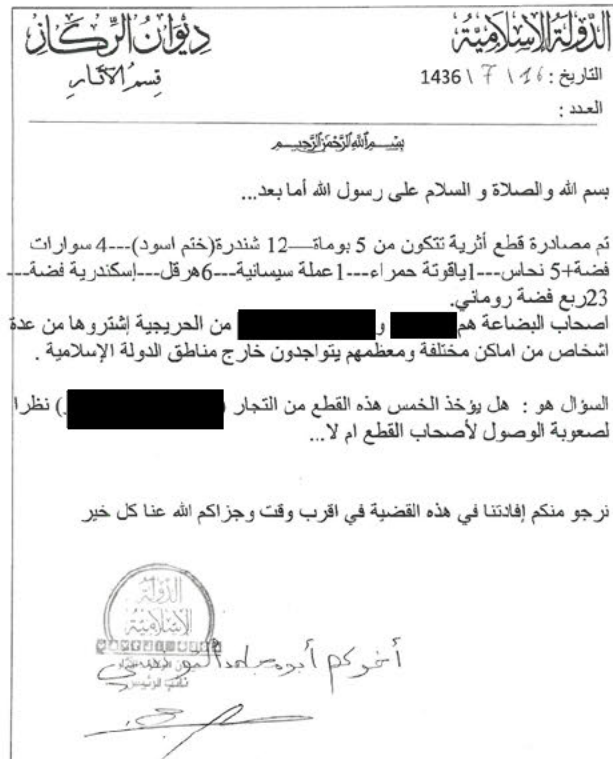 الدولة الإسلامية
ديوان الركاز
قسم الآثار
التاريخ : 16 \ 7 \ 1436
العدد :
بسم الله الرحمن الرحيم
بسم الله والصلاة و السلام على رسول الله أما بعد...
تم مصادرة قطع أثرية تتكون من 5 بومات---12 شندرة(ختم اسود)---4 سوارات
فضة+5 نحاس---1ياقوتة حمراء---1عملة سيسانية---6هرقل---إسكندرية فضة---
23ربع فضة روماني.
اصحاب البضاعة هم و من الحريجية إشتروها من عدة
اشخاص من اماكن مختلفة ومعظمهم يتواجدون خارج مناطق الدولة الإسلامية .
السؤال هو : هل يؤخذ الخمس هذه القطع من التجار ( ) نظرا
لصعوبة الوصول لأصحاب القطع ام لا...
نرجو منكم إفادتنا في هذه القضية في اقرب وقت وجزاكم الله عنا كل خير
الدولة
الإسلامية
نائب الرئيس
أخوكم أبو